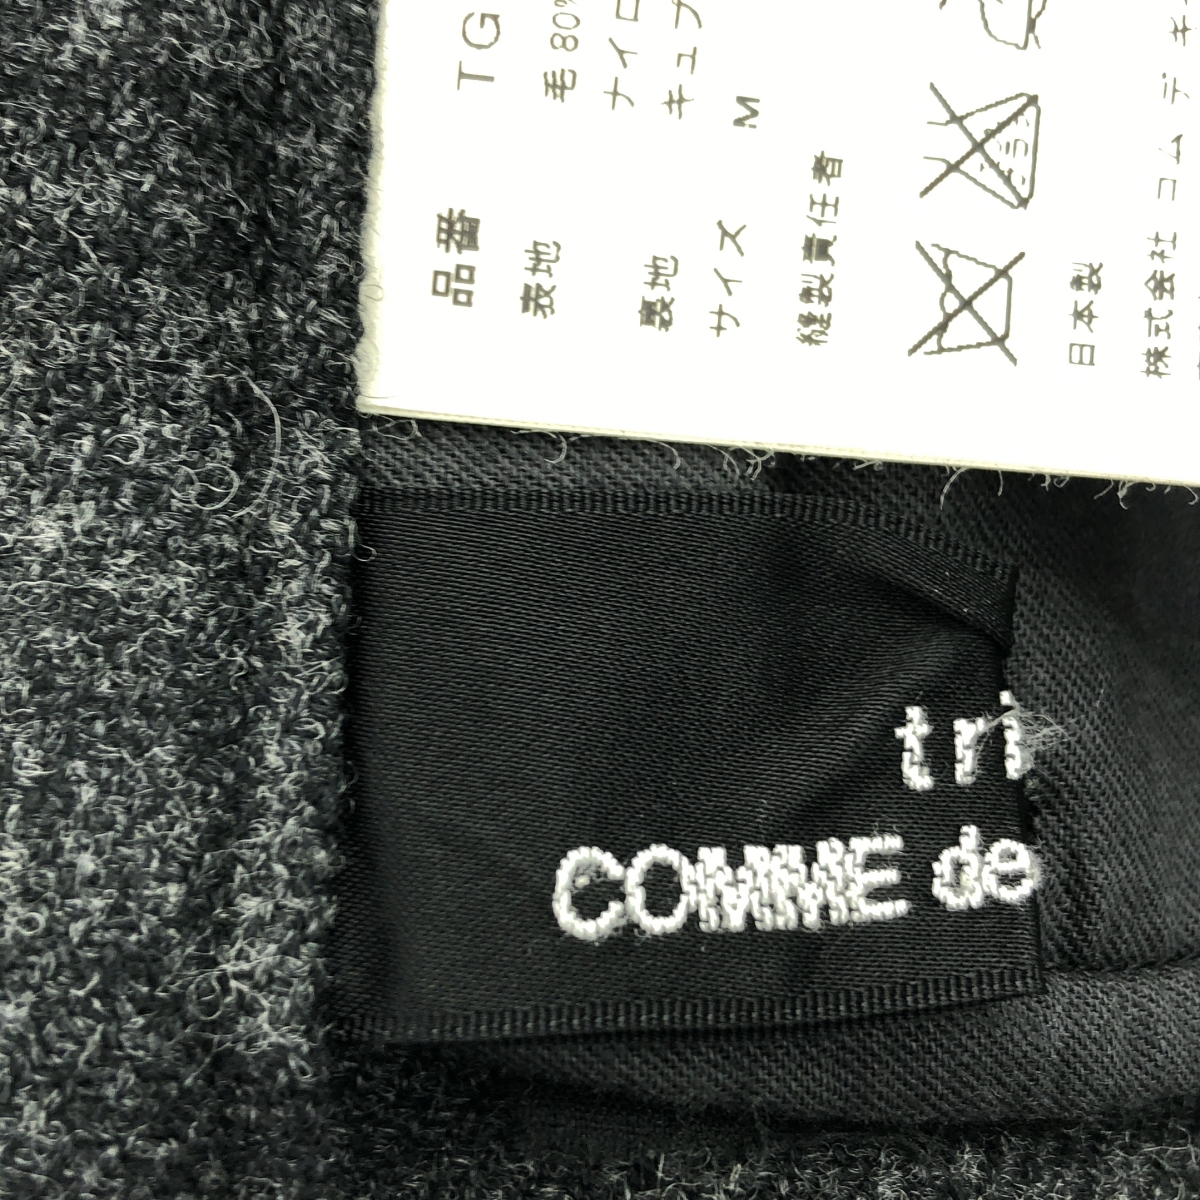 品番 TG
表地 毛 80%
ナイロ
裏地 キュプ
サイズ M
縫製責任者
日本製
株式会社 コム デ ギ
tri
COMME de